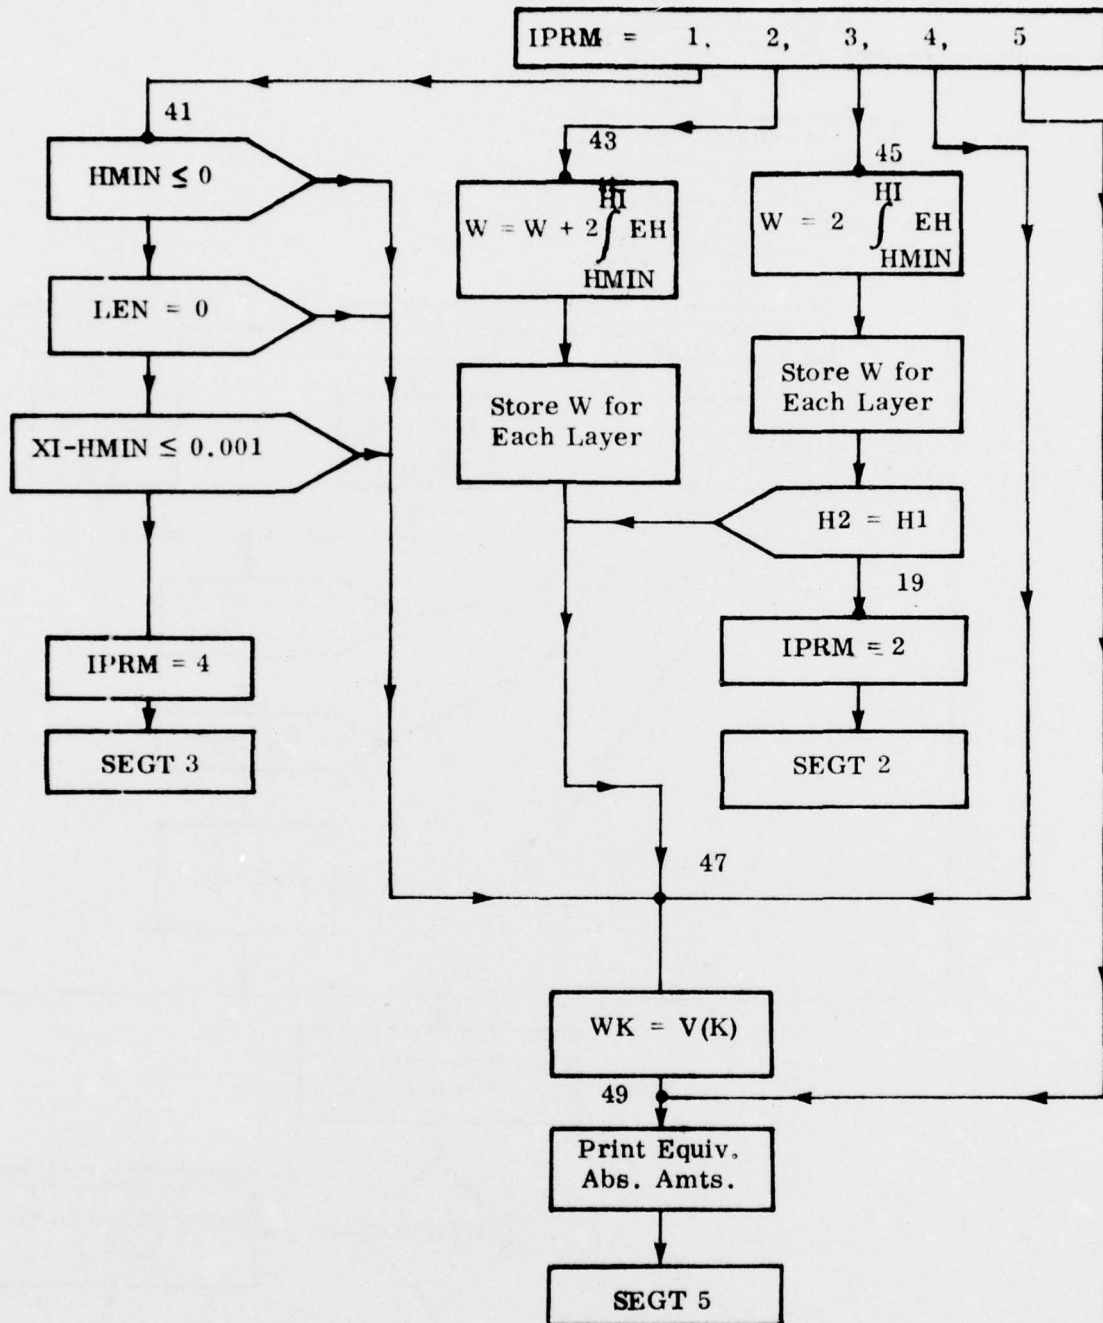 IPRM = 1, 2, 3, 4, 5
41
HMIN ≤ 0
LEN = 0
XI-HMIN ≤ 0.001
IPRM = 4
SEGT 3
43
HI
W = W + 2 ∫ EH
HMIN
Store W for
Each Layer
45
HI
W = 2 ∫ EH
HMIN
Store W for
Each Layer
H2 = H1
19
IPRM = 2
SEGT 2
47
WK = V(K)
49
Print Equiv.
Abs. Amts.
SEGT 5